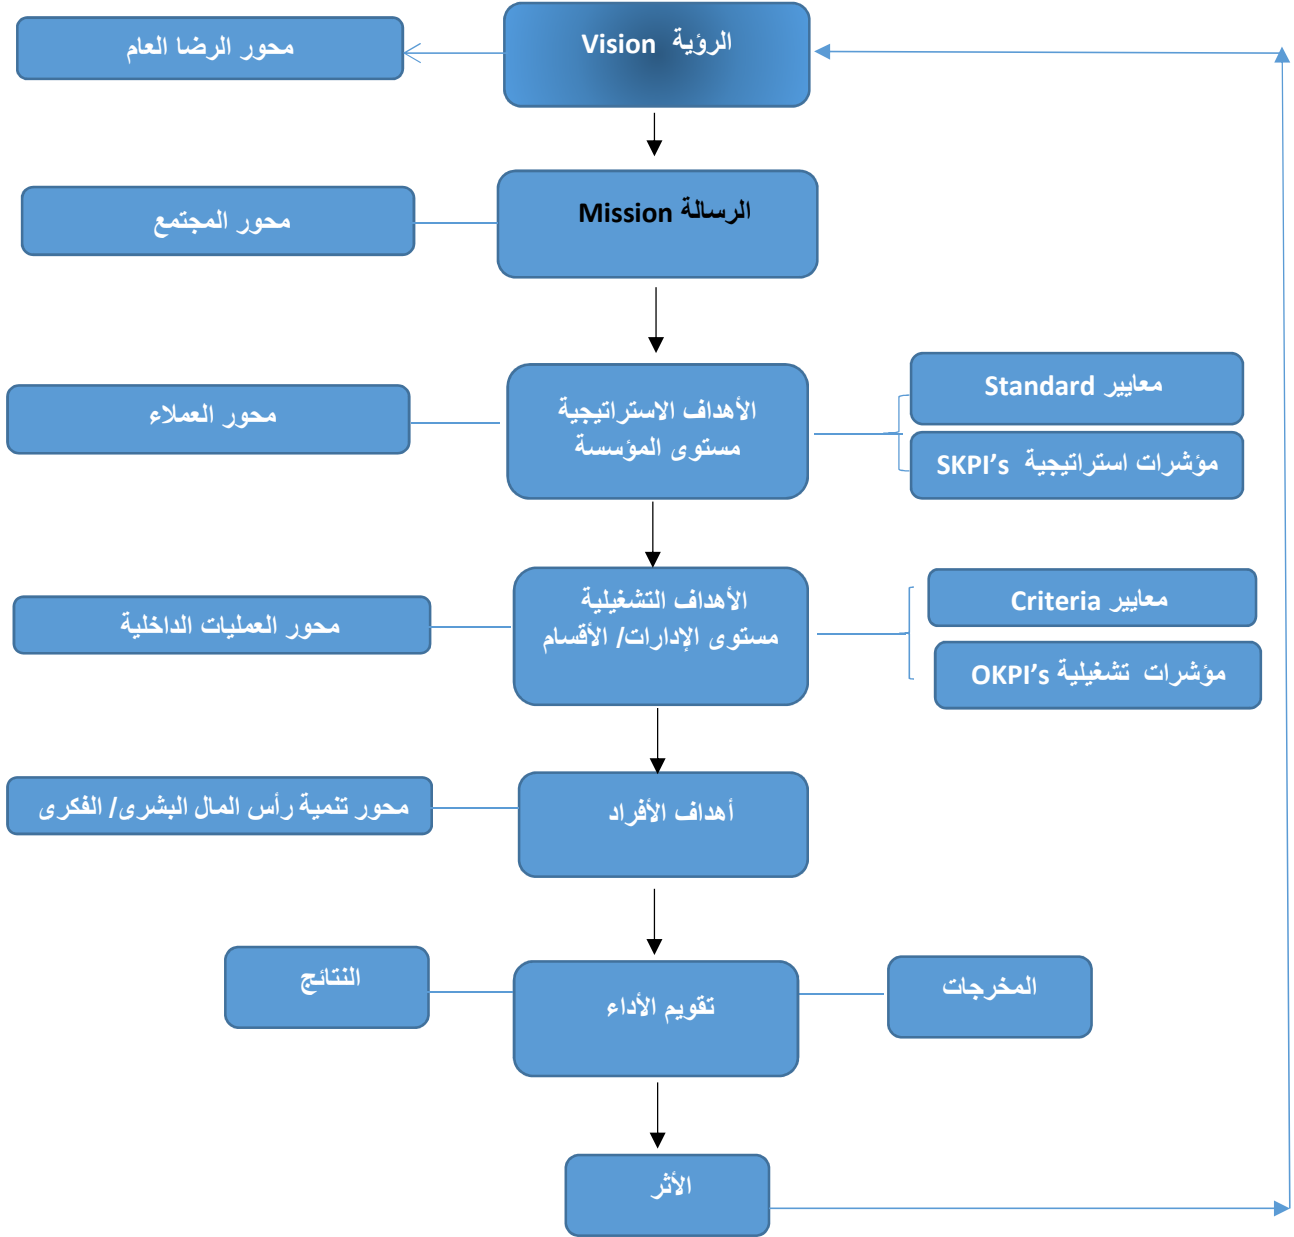 الرؤية Vision
محور الرضا العام
الرسالة Mission
محور المجتمع
معايير Standard
الأهداف الاستراتيجية
مستوى المؤسسة
محور العملاء
مؤشرات استراتيجية SKPI’s
معايير Criteria
الأهداف التشغيلية
مستوى الإدارات/ الأقسام
محور العمليات الداخلية
مؤشرات تشغيلية OKPI’s
أهداف الأفراد
محور تنمية رأس المال البشرى/ الفكرى
المخرجات
تقويم الأداء
النتائج
الأثر